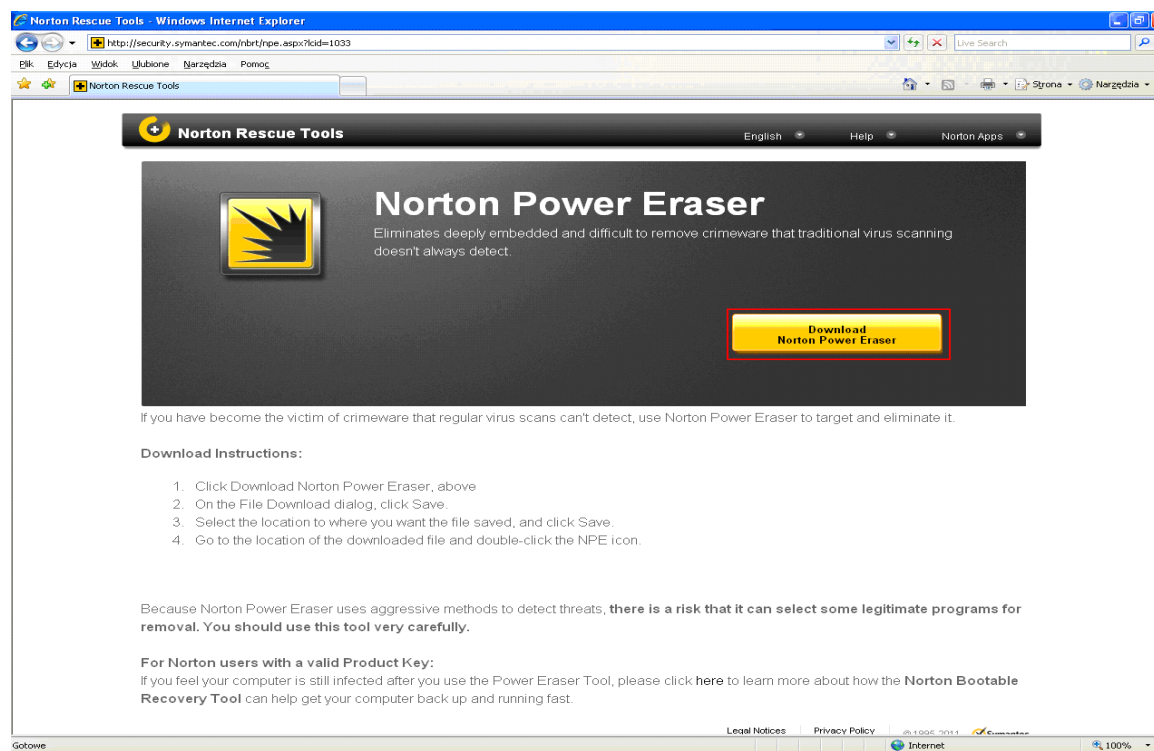 Norton Rescue Tools - Windows Internet Explorer
http://security.symantec.com/nbrt/npe.aspx?lcid=1033
Live Search
Plik Edycja Widok Ulubione Narzędzia Pomoc
Norton Rescue Tools
Strona Narzędzia
Norton Rescue Tools
English Help Norton Apps
Norton Power Eraser
Eliminates deeply embedded and difficult to remove crimeware that traditional virus scanning
doesn't always detect.
Download
Norton Power Eraser
If you have become the victim of crimeware that regular virus scans can't detect, use Norton Power Eraser to target and eliminate it.
Download Instructions:
1. Click Download Norton Power Eraser, above
2. On the File Download dialog, click Save.
3. Select the location to where you want the file saved, and click Save.
4. Go to the location of the downloaded file and double-click the NPE icon.
Because Norton Power Eraser uses aggressive methods to detect threats, there is a risk that it can select some legitimate programs for
removal. You should use this tool very carefully.
For Norton users with a valid Product Key:
If you feel your computer is still infected after you use the Power Eraser Tool, please click here to learn more about how the Norton Bootable
Recovery Tool can help get your computer back up and running fast.
Legal Notices Privacy Policy © 1995-2011 Symantec
Gotowe Internet 100%